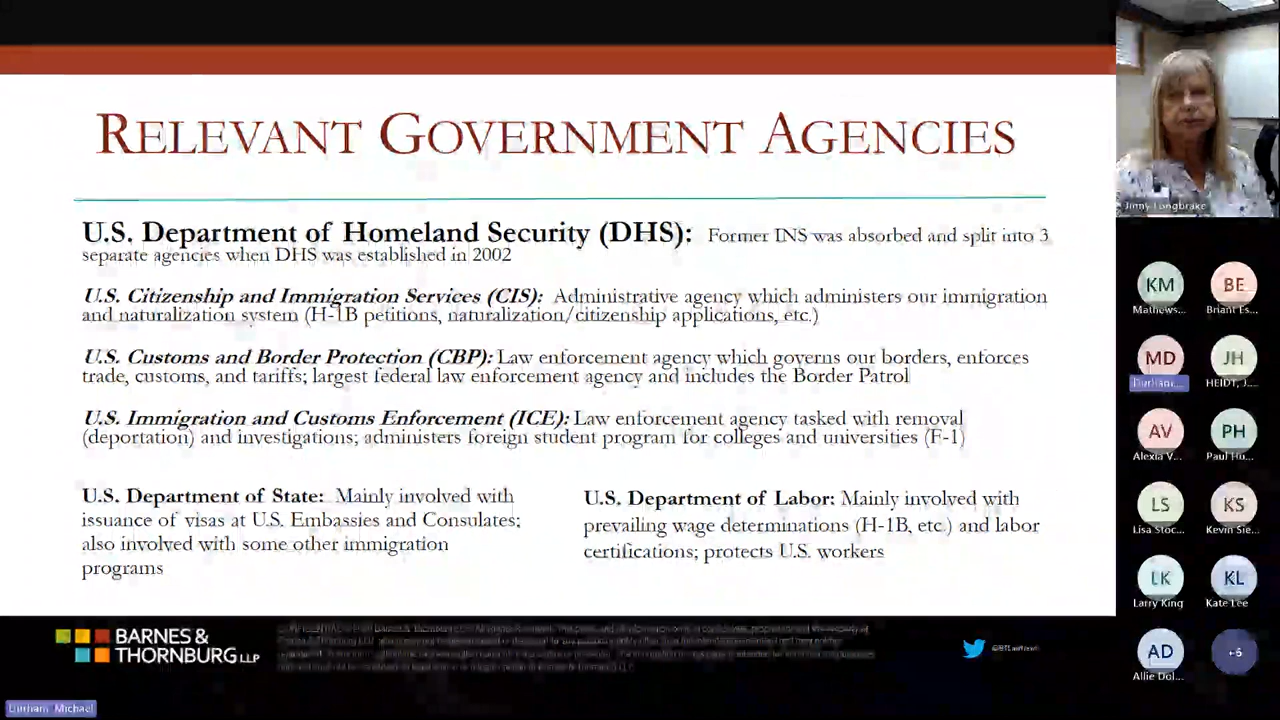 RELEVANT GOVERNMENT AGENCIES
U.S. Department of Homeland Security (DHS): Former INS was absorbed and split into 3
separate agencies when DHS was established in 2002
U.S. Citizenship and Immigration Services (CIS): Administrative agency which administers our immigration
and naturalization system (H-1B petitions, naturalization/citizenship applications, etc.)
U.S. Customs and Border Protection (CBP): Law enforcement agency which governs our borders, enforces
trade, customs, and tariffs; largest federal law enforcement agency and includes the Border Patrol
U.S. Immigration and Customs Enforcement (ICE): Law enforcement agency tasked with removal
(deportation) and investigations; administers foreign student program for colleges and universities (F-1)
U.S. Department of State: Mainly involved with
issuance of visas at U.S. Embassies and Consulates;
also involved with some other immigration
programs
U.S. Department of Labor: Mainly involved with
prevailing wage determinations (H-1B, etc.) and labor
certifications; protects U.S. workers
BARNES &
THORNBURG LLP
Durham, Michael
Longbrake
KM
Mathews...
BE
MD
Durham,...
JH
HEIDT, J...
AV
Alexia V...
PH
Paul Hu...
LS
Lisa Stoc...
KS
Kevin Sie...
LK
Larry King
KL
Kate Lee
AD
Allie Dol...